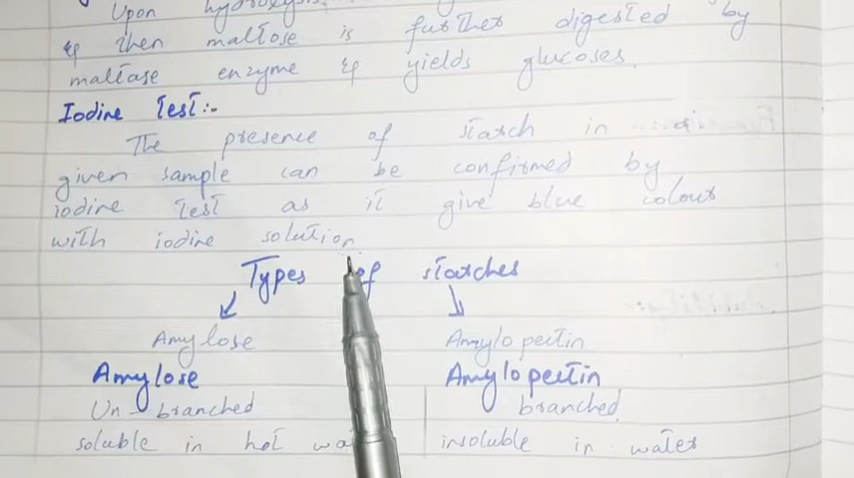 Upon hydrolysis
& then maltose is further digested by
maltase enzyme & yields glucoses.
Iodine Test:-
The presence of starch in a
given sample can be confirmed by
iodine test as it give blue colour
with iodine solution
Types of starches
Amylose Amylopectin
Amylose Amylopectin
Un-branched branched
soluble in hot insoluble in water